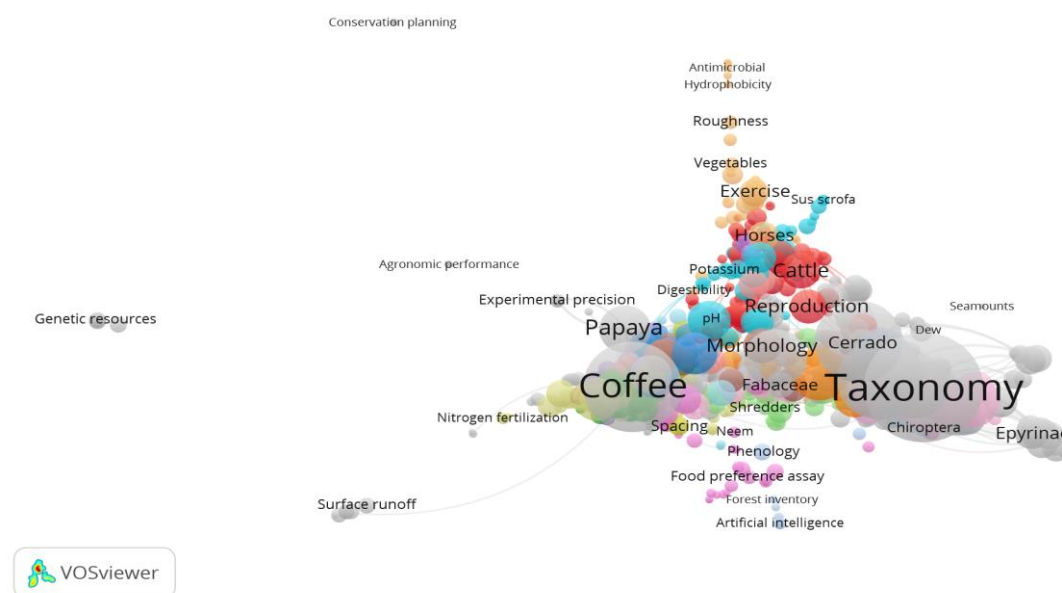 Conservation planning
Antimicrobial
Hydrophobicity
Roughness
Vegetables
Exercise
Sus scrofa
Horses
Agronomic performance
Potassium
Cattle
Digestibility
Experimental precision
Reproduction
Seamounts
Genetic resources
pH
Papaya
Dew
Morphology
Cerrado
Coffee
Fabaceae
Taxonomy
Shredders
Nitrogen fertilization
Spacing
Neem
Chiroptera
Epyrinae
Phenology
Food preference assay
Forest inventory
Surface runoff
Artificial intelligence
VOSviewer